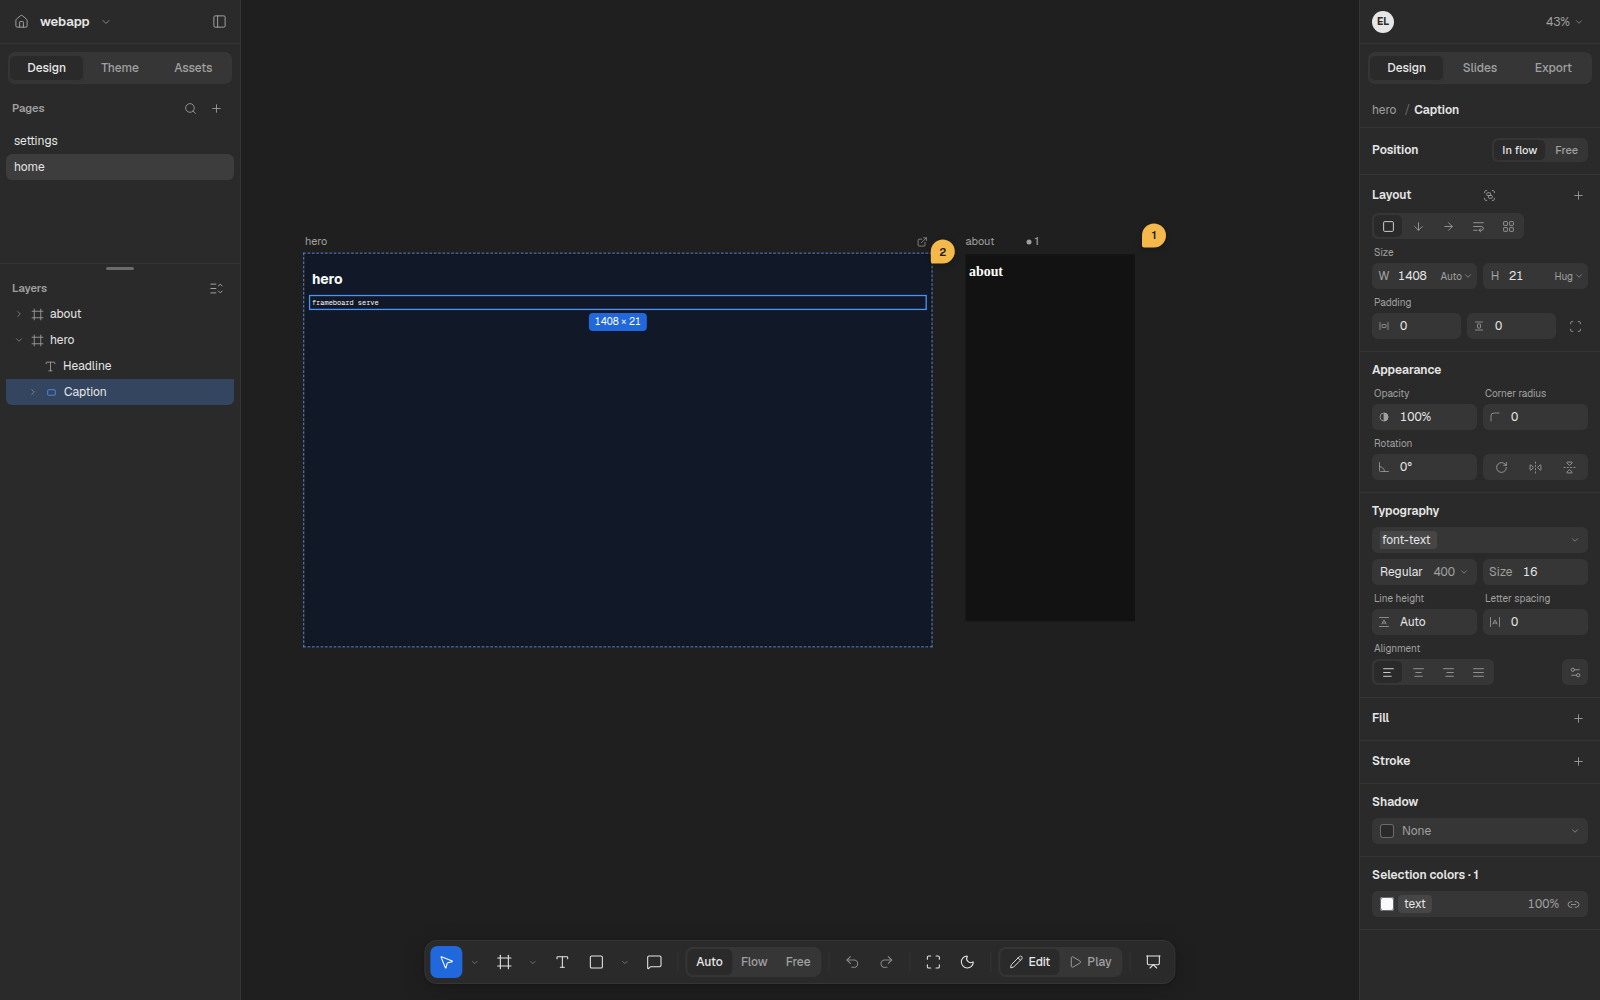 webapp
Design Theme Assets
Pages
settings
home
Layers
about
hero
Headline
Caption
hero
2
hero
frameboard serve
1408 × 21
about 1
1
about
Auto Flow Free
Edit Play
EL 43%
Design Slides Export
hero / Caption
Position In flow Free
Layout
Size
W 1408 Auto H 21 Hug
Padding
0 0
Appearance
Opacity Corner radius
100% 0
Rotation
0°
Typography
font-text
Regular 400 Size 16
Line height Letter spacing
Auto 0
Alignment
Fill
Stroke
Shadow
None
Selection colors · 1
text 100%